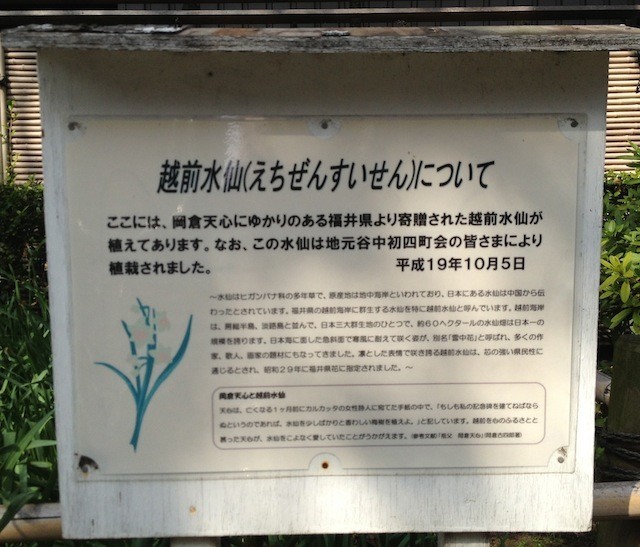 越前水仙(えちぜんすいせん)について
ここには、岡倉天心にゆかりのある福井県より寄贈された越前水仙が
植えてあります。なお、この水仙は地元谷中初四町会の皆さまにより
植栽されました。 平成19年10月5日
～水仙はヒガンバナ科の多年草で、原産地は地中海岸といわれており、日本にある水仙は中国から伝
わったとされています。福井県の越前海岸に群生する水仙を特に越前水仙と呼んでいます。越前海岸
は、房総半島、淡路島と並んで、日本三大群生地のひとつで、約60ヘクタールの水仙畑は日本一の
規模を誇ります。日本海に面した急斜面で寒風に耐えて咲く姿が、別名「雪中花」と呼ばれ、多くの作
家、歌人、画家の題材にもなってきました。凛とした表情で咲き誇る越前水仙は、芯の強い県民性に
通じるとされ、昭和29年に福井県花に指定されました。～
岡倉天心と越前水仙
天心は、亡くなる1ヶ月前にカルカッタの女性詩人に宛てた手紙の中で、「もしも私の記念碑を建てねばなら
ぬというのであれば、水仙を少しばかりと香わしい梅樹を植えよ。」と記しています。越前を心のふるさとと
慕った天心が、水仙をこよなく愛していたことがうかがえます。（参考文献／「祖父 岡倉天心」／岡倉古志郎著）